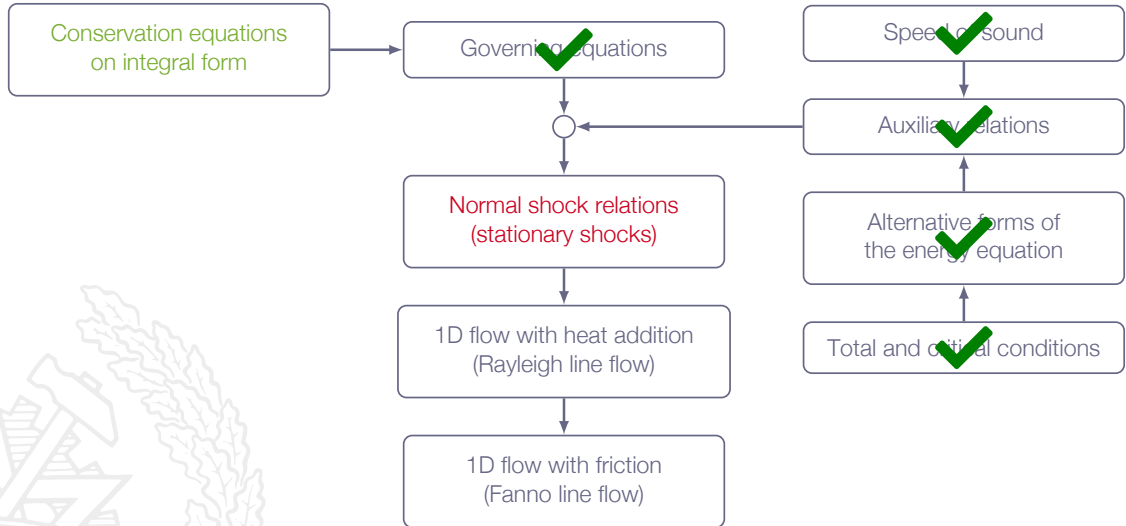 Conservation equations
on integral form
Governing equations
Speed of sound
Auxiliary relations
Normal shock relations
(stationary shocks)
Alternative forms of
the energy equation
1D flow with heat addition
(Rayleigh line flow)
Total and critical conditions
1D flow with friction
(Fanno line flow)